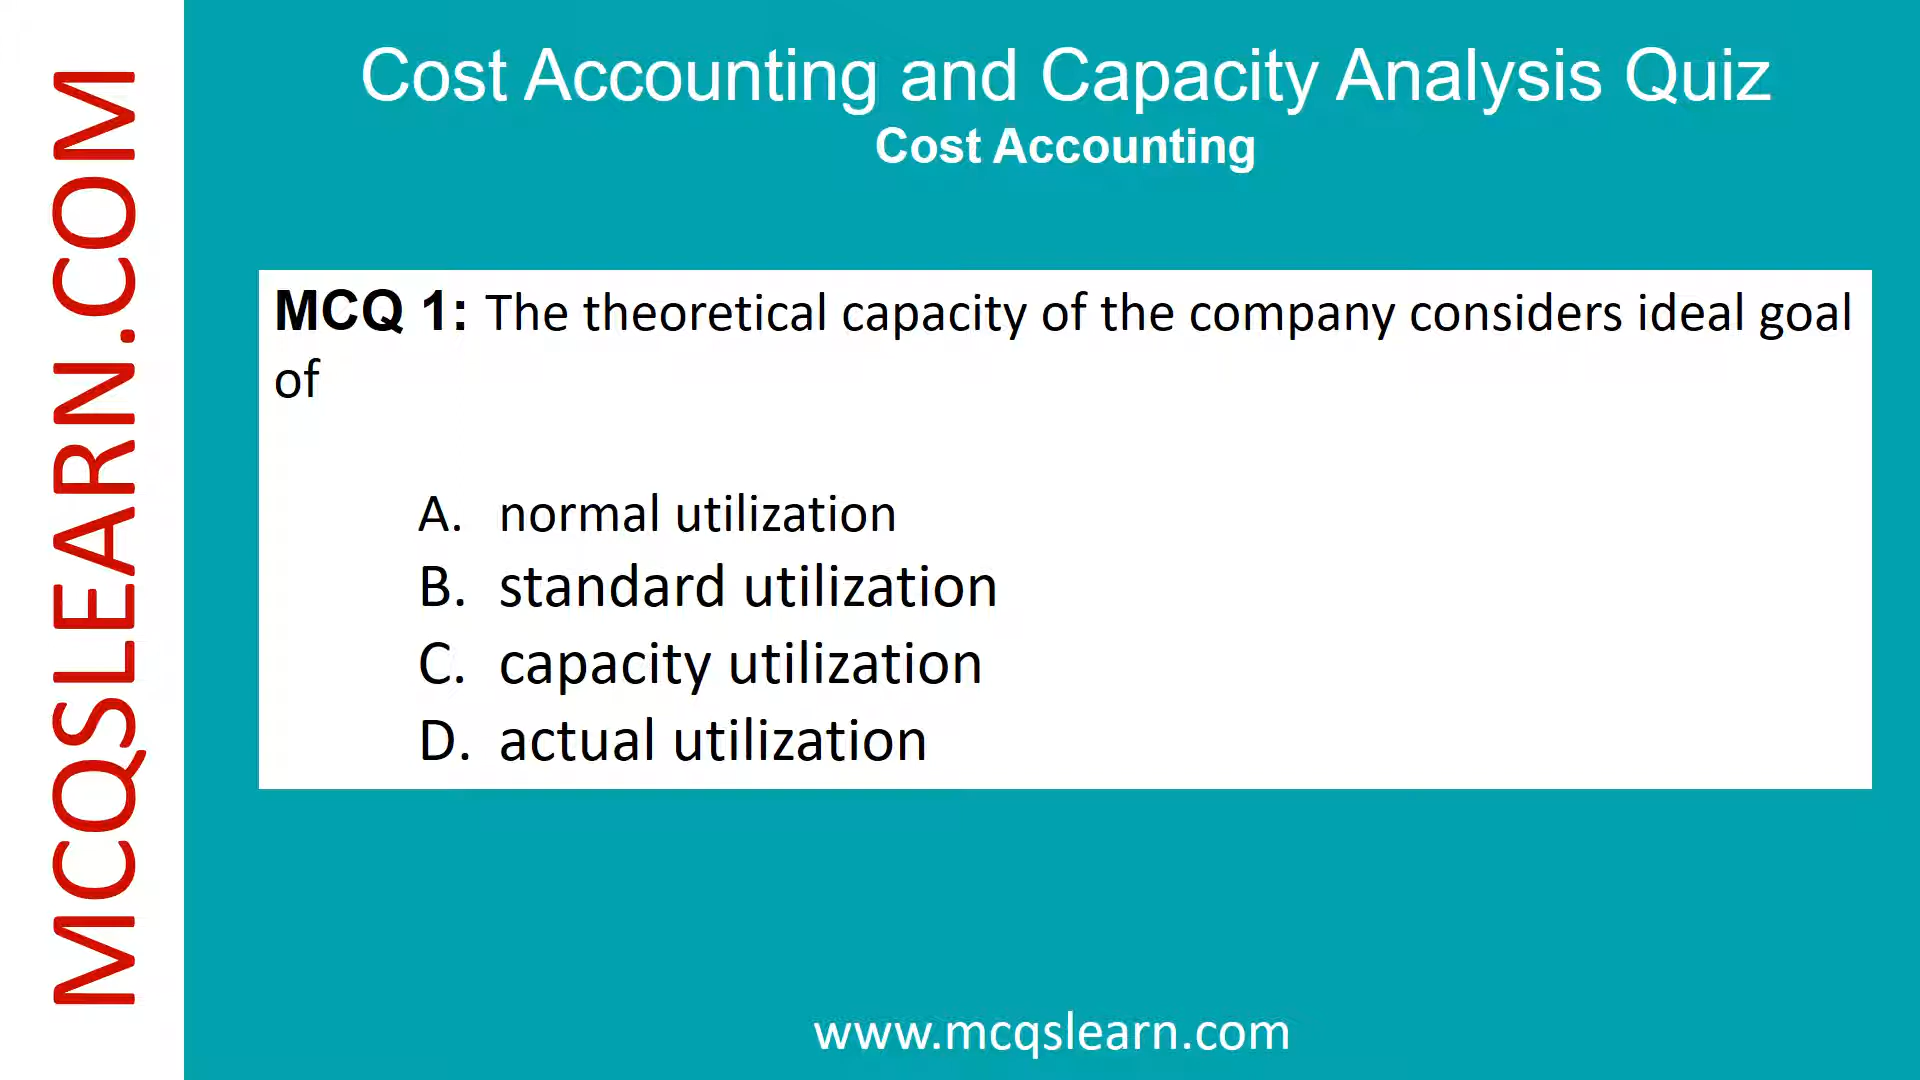 MCQSLEARN.COM
Cost Accounting and Capacity Analysis Quiz
Cost Accounting
MCQ 1: The theoretical capacity of the company considers ideal goal
of
A. normal utilization
B. standard utilization
C. capacity utilization
D. actual utilization
www.mcqslearn.com